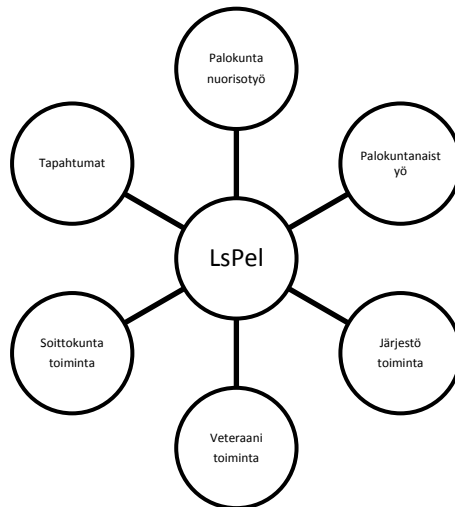 Palokunta
nuorisotyö
Tapahtumat
Palokuntanaist
yö
LsPel
Soittokunta
toiminta
Järjestö
toiminta
Veteraani
toiminta